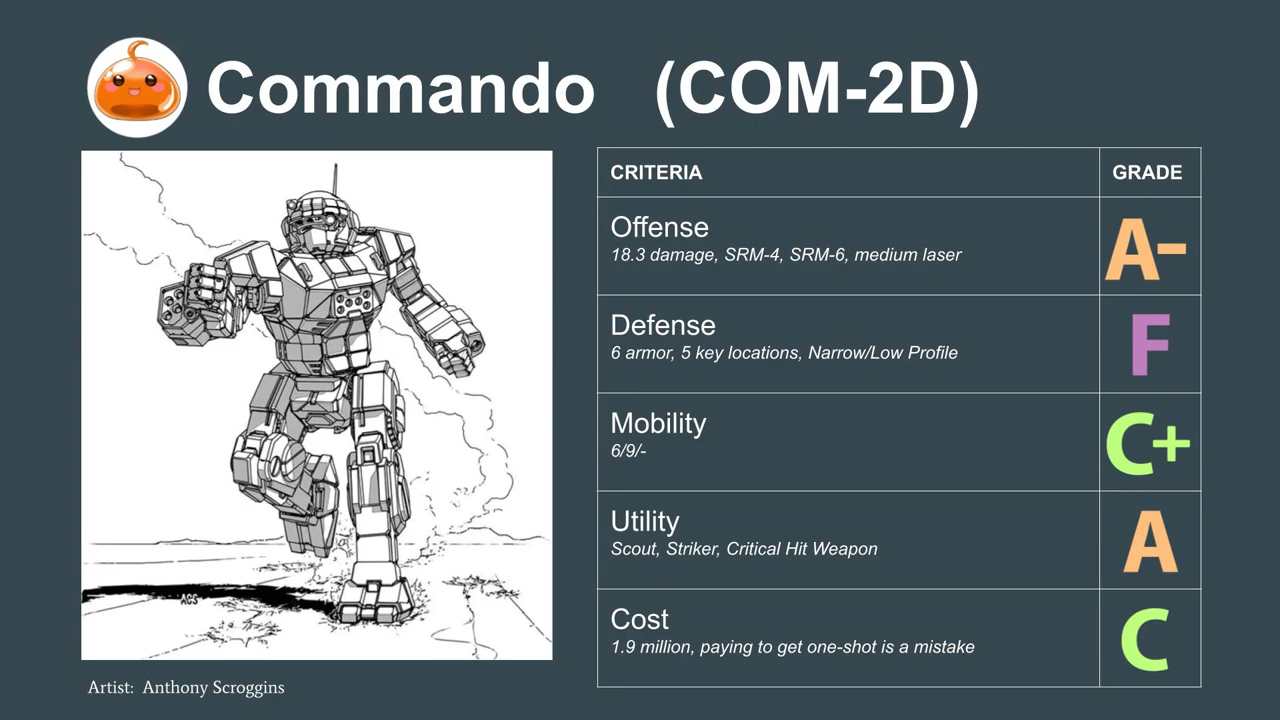 Commando (COM-2D)
CRITERIA GRADE
Offense
18.3 damage, SRM-4, SRM-6, medium laser
A-
Defense
6 armor, 5 key locations, Narrow/Low Profile
F
Mobility
6/9/-
C+
Utility
Scout, Striker, Critical Hit Weapon
A
Cost
1.9 million, paying to get one-shot is a mistake
C
AGS
Artist: Anthony Scroggins